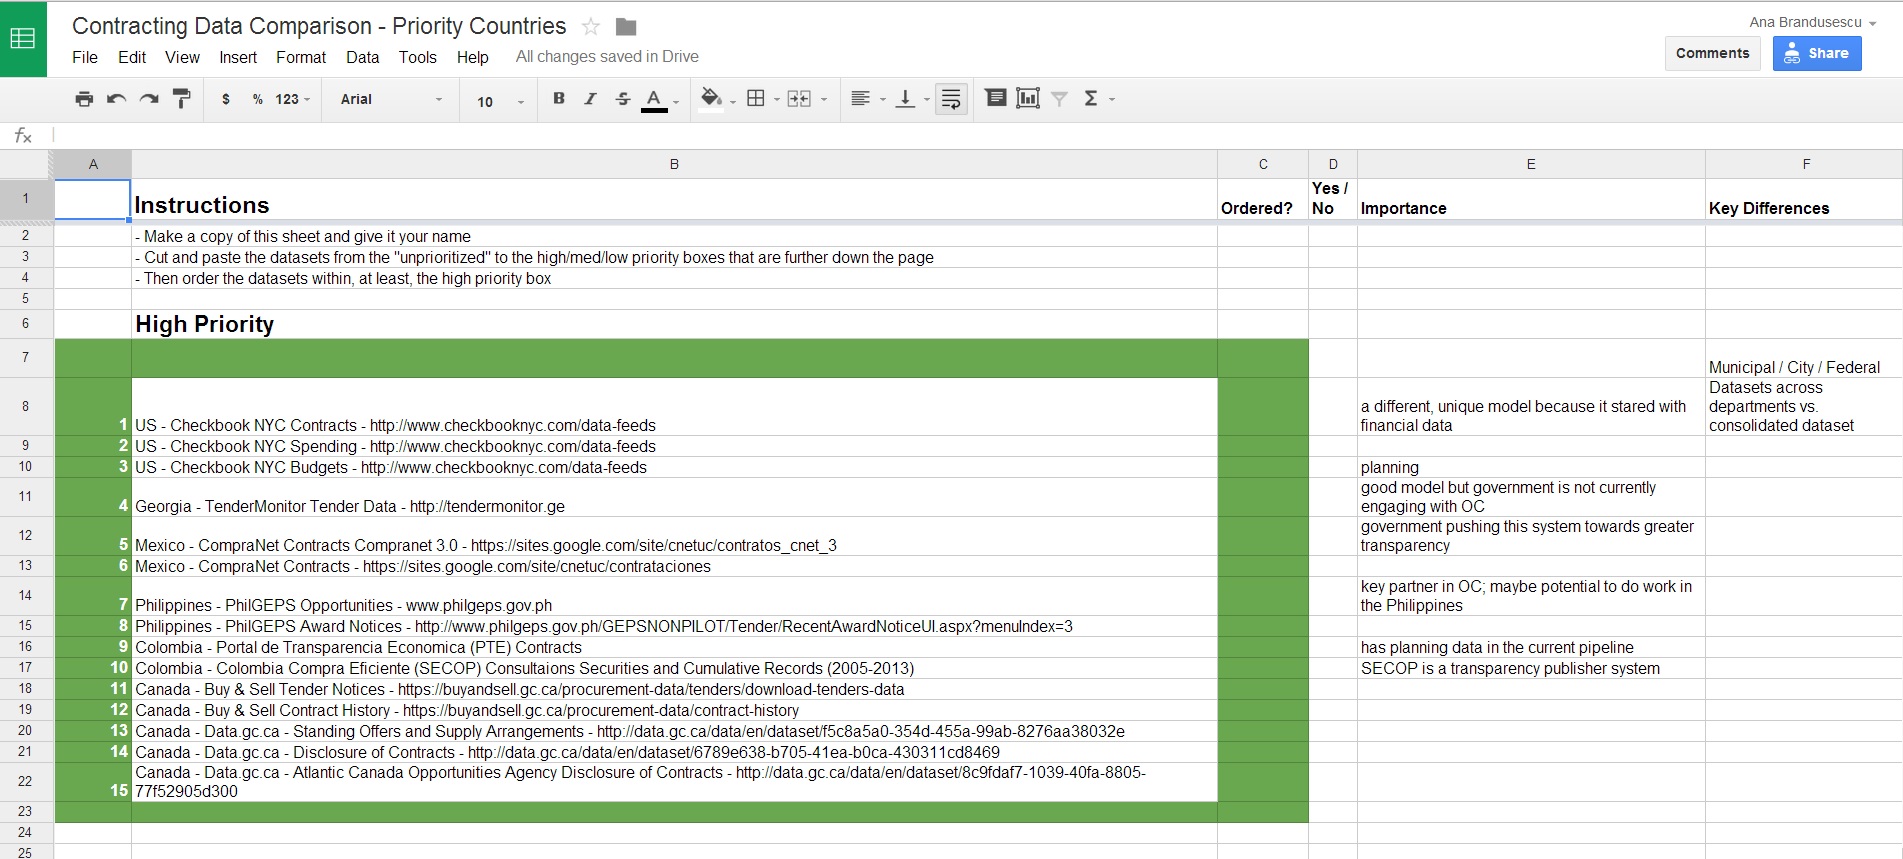 Contracting Data Comparison - Priority Countries
Ana Brandusescu
File Edit View Insert Format Data Tools Help All changes saved in Drive
Comments Share
$ % 123 Arial 10 B I S A Σ
fx
A B C D E F
1 Instructions Ordered? Yes / No Importance Key Differences
2 - Make a copy of this sheet and give it your name
3 - Cut and paste the datasets from the "unprioritized" to the high/med/low priority boxes that are further down the page
4 - Then order the datasets within, at least, the high priority box
5
6 High Priority
7 Municipal / City / Federal
8 1 US - Checkbook NYC Contracts - http://www.checkbooknyc.com/data-feeds a different, unique model because it stared with financial data Datasets across departments vs. consolidated dataset
9 2 US - Checkbook NYC Spending - http://www.checkbooknyc.com/data-feeds
10 3 US - Checkbook NYC Budgets - http://www.checkbooknyc.com/data-feeds planning
11 4 Georgia - TenderMonitor Tender Data - http://tendermonitor.ge good model but government is not currently engaging with OC
12 5 Mexico - CompraNet Contracts Compranet 3.0 - https://sites.google.com/site/cnetuc/contratos_cnet_3 government pushing this system towards greater transparency
13 6 Mexico - CompraNet Contracts - https://sites.google.com/site/cnetuc/contrataciones
14 7 Philippines - PhilGEPS Opportunities - www.philgeps.gov.ph key partner in OC; maybe potential to do work in the Philippines
15 8 Philippines - PhilGEPS Award Notices - http://www.philgeps.gov.ph/GEPSNONPILOT/Tender/RecentAwardNoticeUI.aspx?menuIndex=3
16 9 Colombia - Portal de Transparencia Economica (PTE) Contracts has planning data in the current pipeline
17 10 Colombia - Colombia Compra Eficiente (SECOP) Consultaions Securities and Cumulative Records (2005-2013) SECOP is a transparency publisher system
18 11 Canada - Buy & Sell Tender Notices - https://buyandsell.gc.ca/procurement-data/tenders/download-tenders-data
19 12 Canada - Buy & Sell Contract History - https://buyandsell.gc.ca/procurement-data/contract-history
20 13 Canada - Data.gc.ca - Standing Offers and Supply Arrangements - http://data.gc.ca/data/en/dataset/f5c8a5a0-354d-455a-99ab-8276aa38032e
21 14 Canada - Data.gc.ca - Disclosure of Contracts - http://data.gc.ca/data/en/dataset/6789e638-b705-41ea-b0ca-430311cd8469
22 15 Canada - Data.gc.ca - Atlantic Canada Opportunities Agency Disclosure of Contracts - http://data.gc.ca/data/en/dataset/8c9fdaf7-1039-40fa-8805-
77f52905d300
23
24
25